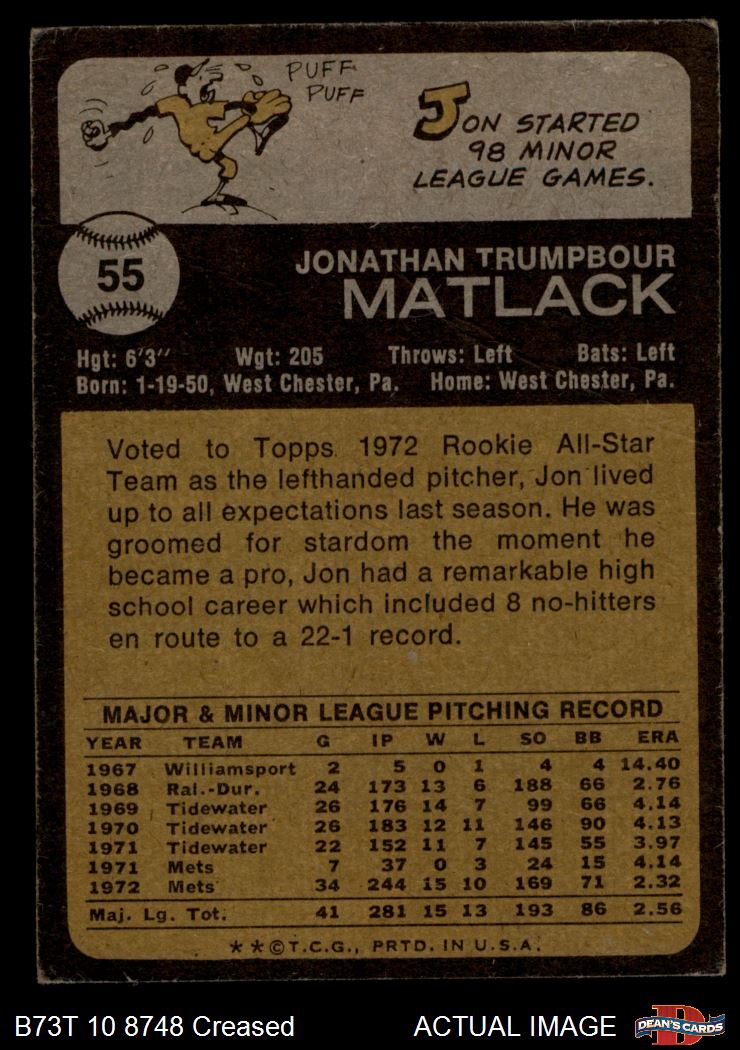 PUFF
PUFF
JON STARTED
98 MINOR
LEAGUE GAMES.
55
JONATHAN TRUMPBOUR
MATLACK
Hgt: 6'3" Wgt: 205 Throws: Left Bats: Left
Born: 1-19-50, West Chester, Pa. Home: West Chester, Pa.
Voted to Topps 1972 Rookie All-Star
Team as the lefthanded pitcher, Jon lived
up to all expectations last season. He was
groomed for stardom the moment he
became a pro, Jon had a remarkable high
school career which included 8 no-hitters
en route to a 22-1 record.
MAJOR & MINOR LEAGUE PITCHING RECORD
YEAR TEAM G IP W L SO BB ERA
1967 Williamsport 2 5 0 1 4 4 14.40
1968 Ral.-Dur. 24 173 13 6 188 66 2.76
1969 Tidewater 26 176 14 7 99 66 4.14
1970 Tidewater 26 183 12 11 146 90 4.13
1971 Tidewater 22 152 11 7 145 55 3.97
1971 Mets 7 37 0 3 24 15 4.14
1972 Mets 34 244 15 10 169 71 2.32
Maj. Lg. Tot. 41 281 15 13 193 86 2.56
**©T.C.G., PRTD. IN U.S.A.
B73T 10 8748 Creased ACTUAL IMAGE
DEAN'S CARDS